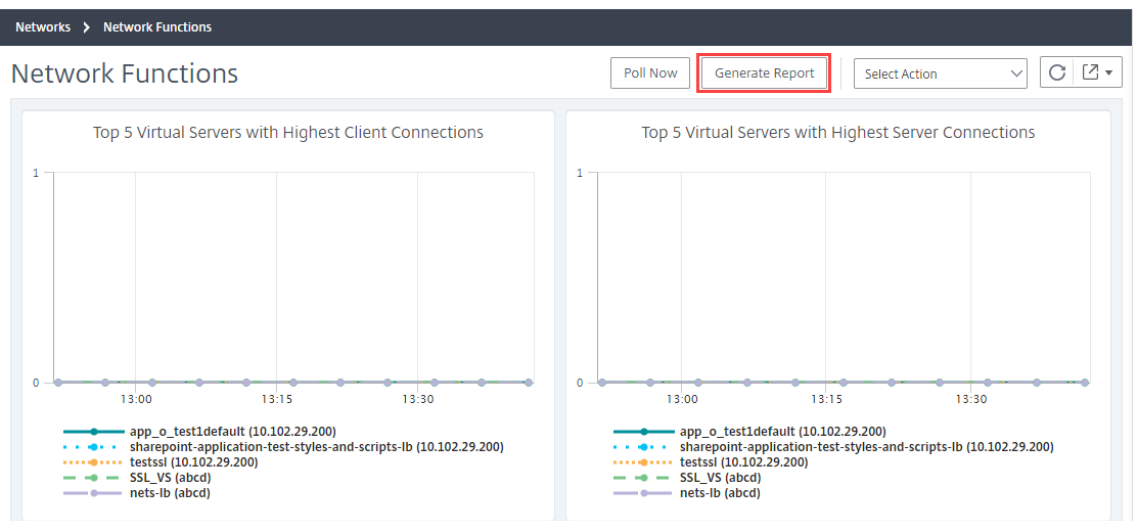 Networks > Network Functions
Network Functions
Poll Now
Generate Report
Select Action
Top 5 Virtual Servers with Highest Client Connections
1
0
13:00 13:15 13:30
app_o_test1default (10.102.29.200)
sharepoint-application-test-styles-and-scripts-lb (10.102.29.200)
testssl (10.102.29.200)
SSL_VS (abcd)
nets-lb (abcd)
Top 5 Virtual Servers with Highest Server Connections
1
0
13:00 13:15 13:30
app_o_test1default (10.102.29.200)
sharepoint-application-test-styles-and-scripts-lb (10.102.29.200)
testssl (10.102.29.200)
SSL_VS (abcd)
nets-lb (abcd)